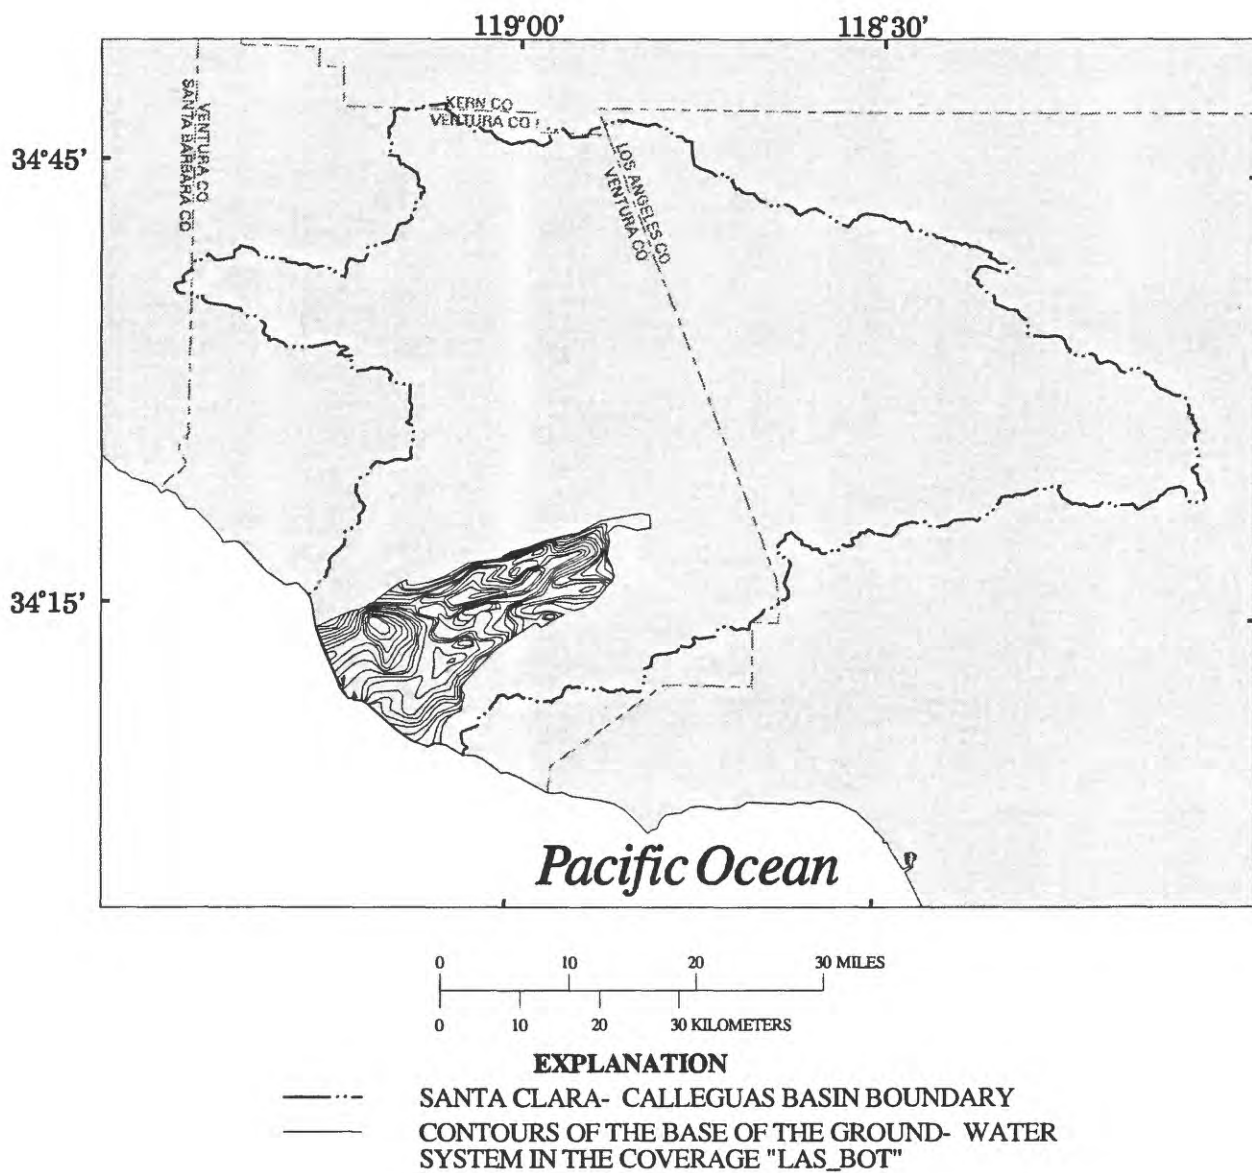 119°00' 118°30'
KERN CO
VENTURA CO
VENTURA CO
SANTA BARBARA CO
LOS ANGELES CO
VENTURA CO
34°45'
34°15'
Pacific Ocean
0 10 20 30 MILES
0 10 20 30 KILOMETERS
EXPLANATION
SANTA CLARA- CALLEGUAS BASIN BOUNDARY
CONTOURS OF THE BASE OF THE GROUND- WATER
SYSTEM IN THE COVERAGE "LAS_BOT"